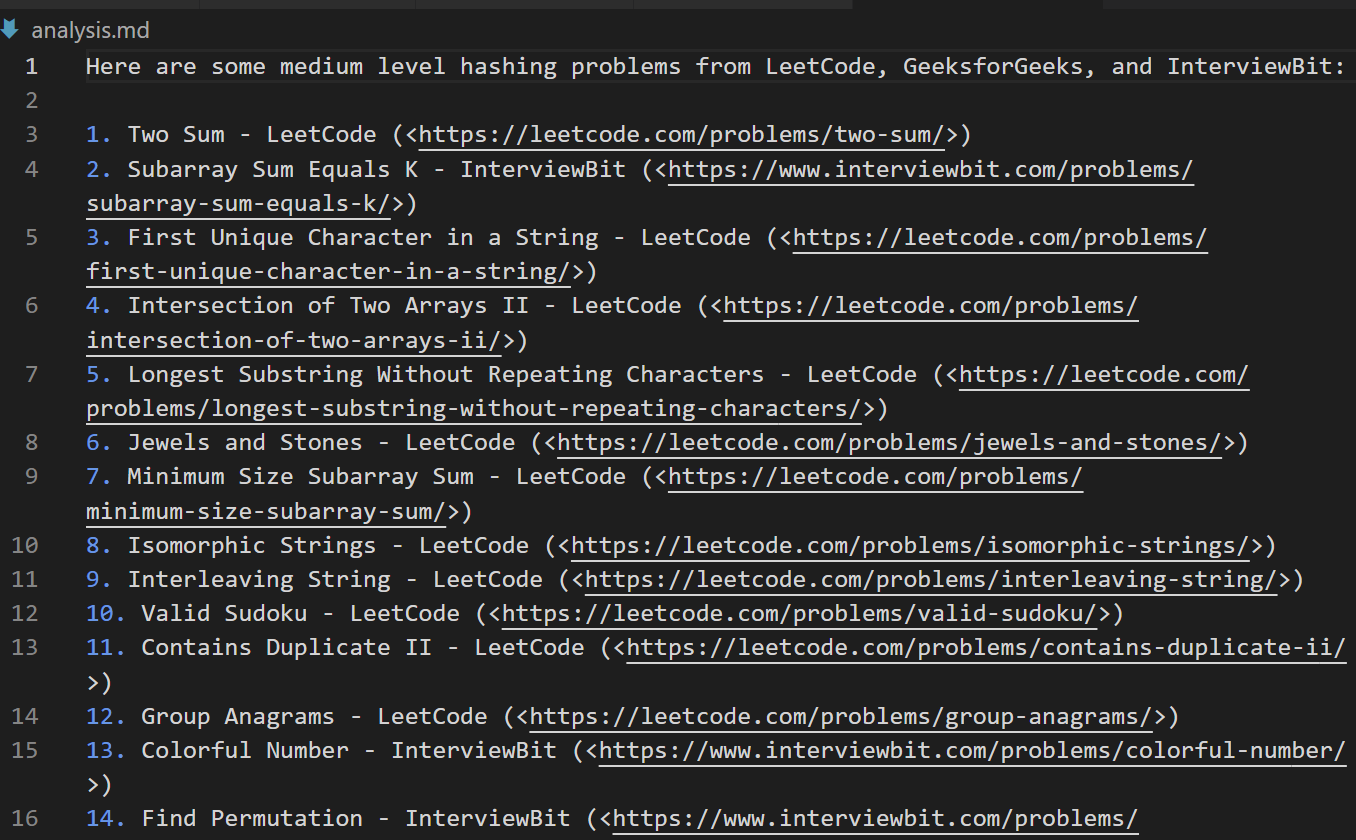 analysis.md
1 Here are some medium level hashing problems from LeetCode, GeeksforGeeks, and InterviewBit:
2
3 1. Two Sum - LeetCode (<https://leetcode.com/problems/two-sum/>)
4 2. Subarray Sum Equals K - InterviewBit (<https://www.interviewbit.com/problems/
subarray-sum-equals-k/>)
5 3. First Unique Character in a String - LeetCode (<https://leetcode.com/problems/
first-unique-character-in-a-string/>)
6 4. Intersection of Two Arrays II - LeetCode (<https://leetcode.com/problems/
intersection-of-two-arrays-ii/>)
7 5. Longest Substring Without Repeating Characters - LeetCode (<https://leetcode.com/
problems/longest-substring-without-repeating-characters/>)
8 6. Jewels and Stones - LeetCode (<https://leetcode.com/problems/jewels-and-stones/>)
9 7. Minimum Size Subarray Sum - LeetCode (<https://leetcode.com/problems/
minimum-size-subarray-sum/>)
10 8. Isomorphic Strings - LeetCode (<https://leetcode.com/problems/isomorphic-strings/>)
11 9. Interleaving String - LeetCode (<https://leetcode.com/problems/interleaving-string/>)
12 10. Valid Sudoku - LeetCode (<https://leetcode.com/problems/valid-sudoku/>)
13 11. Contains Duplicate II - LeetCode (<https://leetcode.com/problems/contains-duplicate-ii/
>)
14 12. Group Anagrams - LeetCode (<https://leetcode.com/problems/group-anagrams/>)
15 13. Colorful Number - InterviewBit (<https://www.interviewbit.com/problems/colorful-number/
>)
16 14. Find Permutation - InterviewBit (<https://www.interviewbit.com/problems/